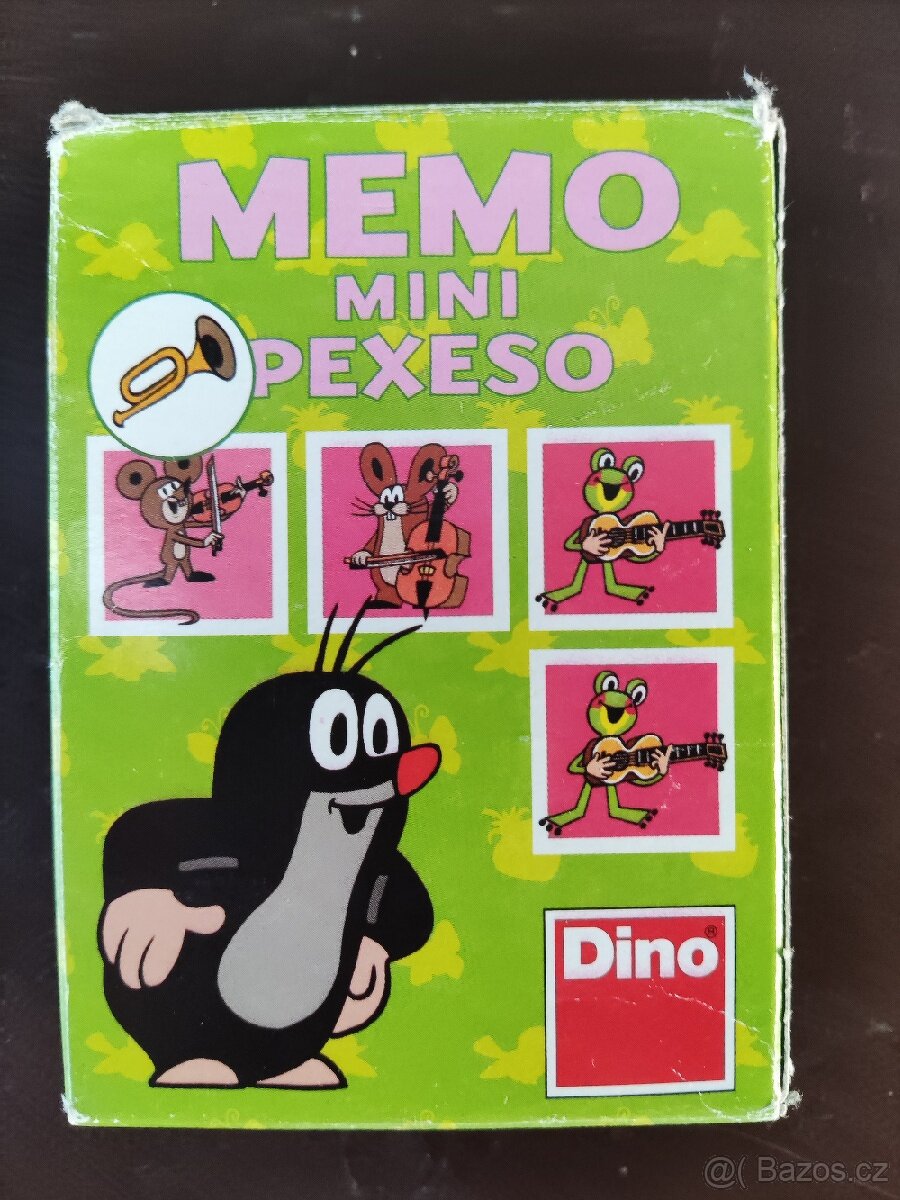 MEMO
MINI
PEXESO
Dino®
@( Bazos.cz